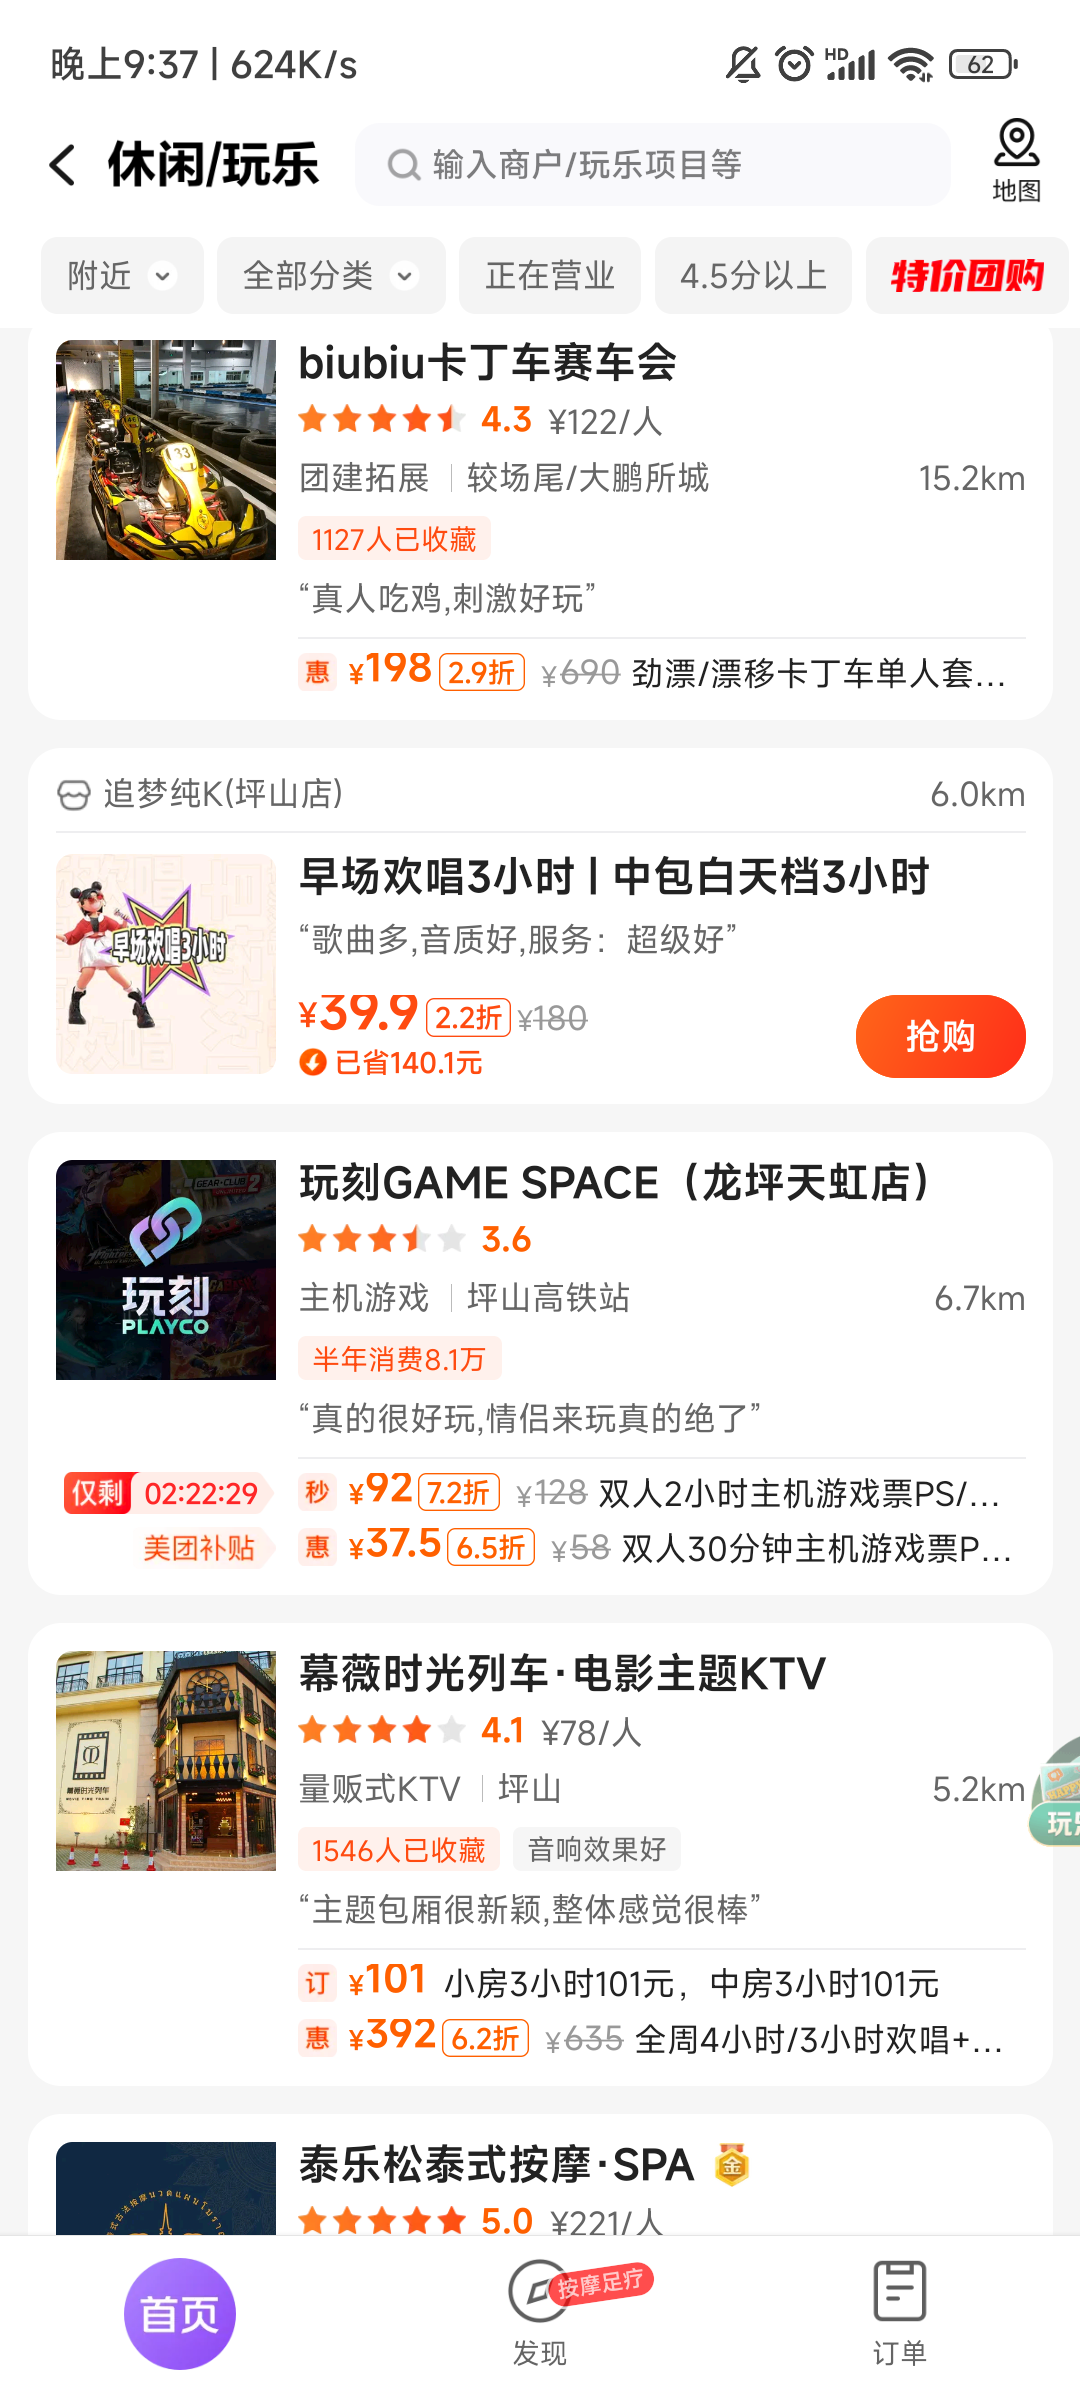 晚上9:37 | 624K/s
HD
62
休闲/玩乐
输入商户/玩乐项目等
地图
附近
全部分类
正在营业
4.5分以上
特价团购
biubiu卡丁车赛车会
4.3 ¥122/人
团建拓展 较场尾/大鹏所城 15.2km
1127人已收藏
“真人吃鸡,刺激好玩”
惠 ¥198 2.9折 ¥690 劲漂/漂移卡丁车单人套...
33
追梦纯K(坪山店) 6.0km
早场欢唱3小时
早场欢唱3小时 | 中包白天档3小时
“歌曲多,音质好,服务：超级好”
¥39.9 2.2折 ¥180
已省140.1元
抢购
GEAR·CLUB 2
玩刻
PLAYCO
玩刻GAME SPACE（龙坪天虹店）
3.6
主机游戏 坪山高铁站 6.7km
半年消费8.1万
“真的很好玩,情侣来玩真的绝了”
仅剩 02:22:29
秒 ¥92 7.2折 ¥128 双人2小时主机游戏票PS/...
美团补贴
惠 ¥37.5 6.5折 ¥58 双人30分钟主机游戏票P...
幕薇时光列车
幕薇时光列车·电影主题KTV
4.1 ¥78/人
量贩式KTV 坪山 5.2km
1546人已收藏 音响效果好
“主题包厢很新颖,整体感觉很棒”
订 ¥101 小房3小时101元，中房3小时101元
惠 ¥392 6.2折 ¥635 全周4小时/3小时欢唱+...
泰乐松泰式按摩·SPA 金
5.0 ¥221/人
首页
按摩足疗
发现
订单